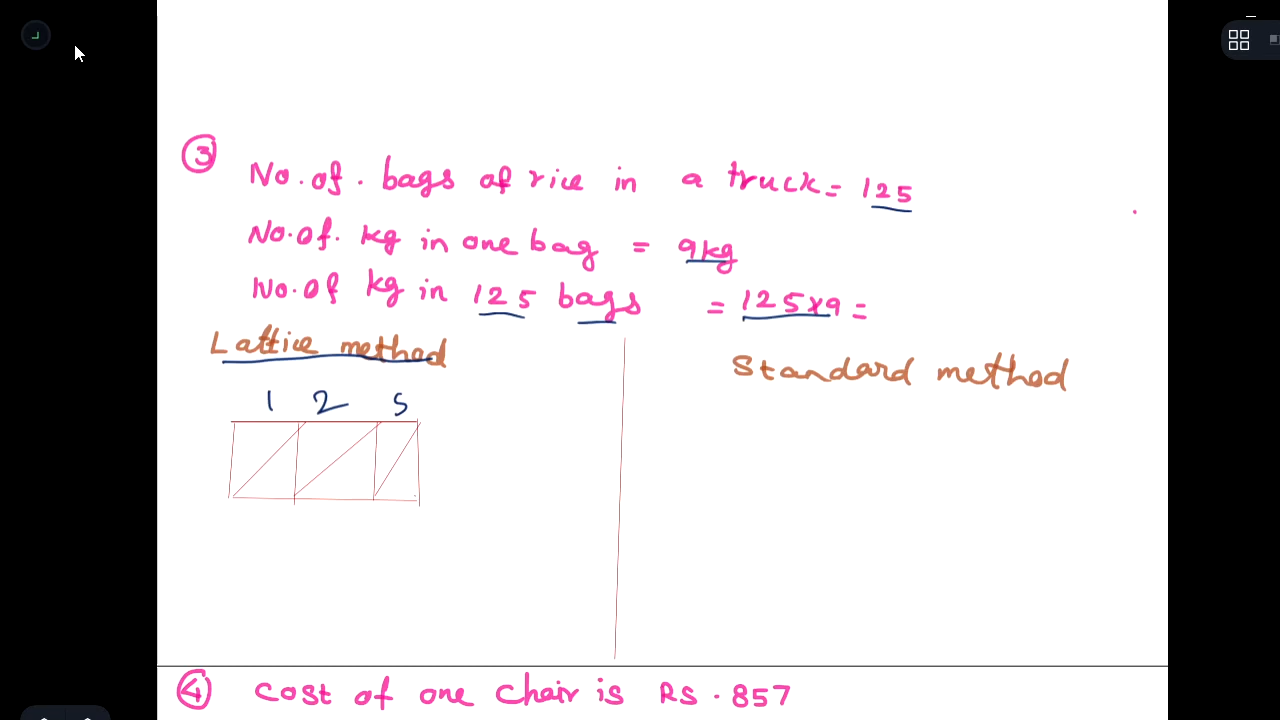 3 No. of. bags of rice in a truck = 125
No. of. kg in one bag = 9kg
No. of kg in 125 bags = 125x9 =
Lattice method
Standard method
1 2 5
4 cost of one chair is RS. 857